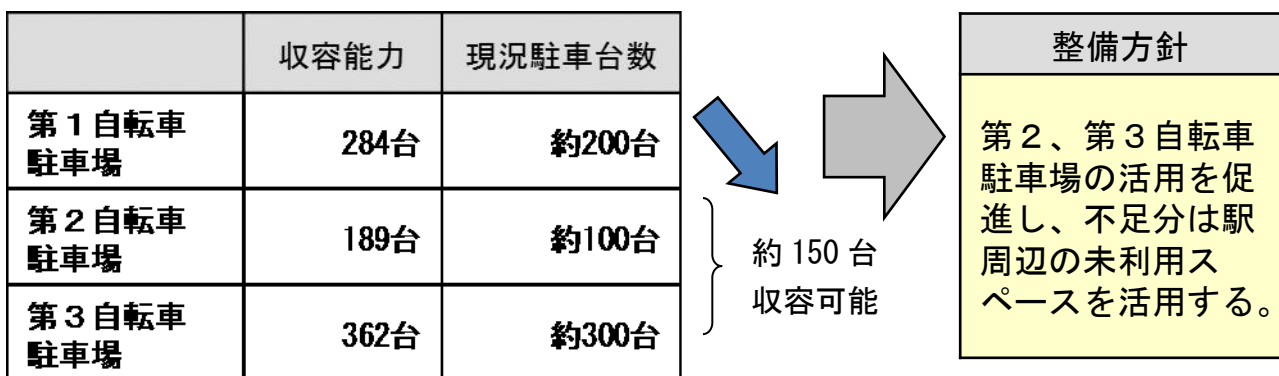 収容能力
現況駐車台数
第1自転車
駐車場
284台
約200台
第2自転車
駐車場
189台
約100台
第3自転車
駐車場
362台
約300台
約150台
収容可能
整備方針
第2、第3自転車
駐車場の活用を促
進し、不足分は駅
周辺の未利用ス
ペースを活用する。